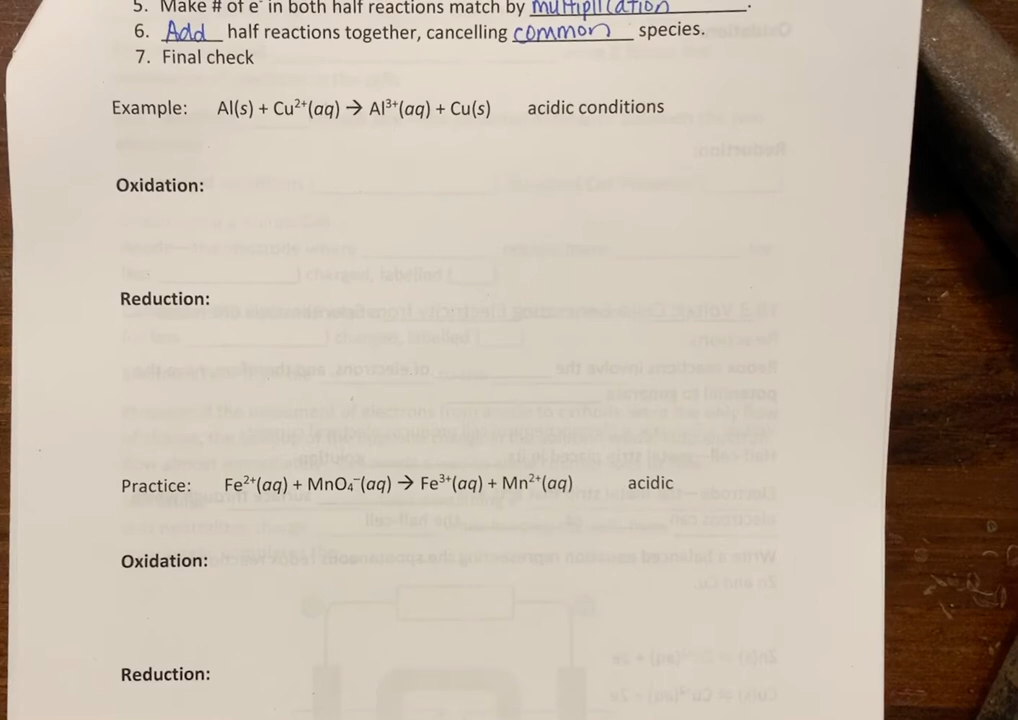 5. Make # of e⁻ in both half reactions match by multiplication.
6. Add half reactions together, cancelling common species.
7. Final check
Example: Al(s) + Cu²⁺(aq) → Al³⁺(aq) + Cu(s) acidic conditions
Oxidation:
Reduction:
Practice: Fe²⁺(aq) + MnO₄⁻(aq) → Fe³⁺(aq) + Mn²⁺(aq) acidic
Oxidation:
Reduction: